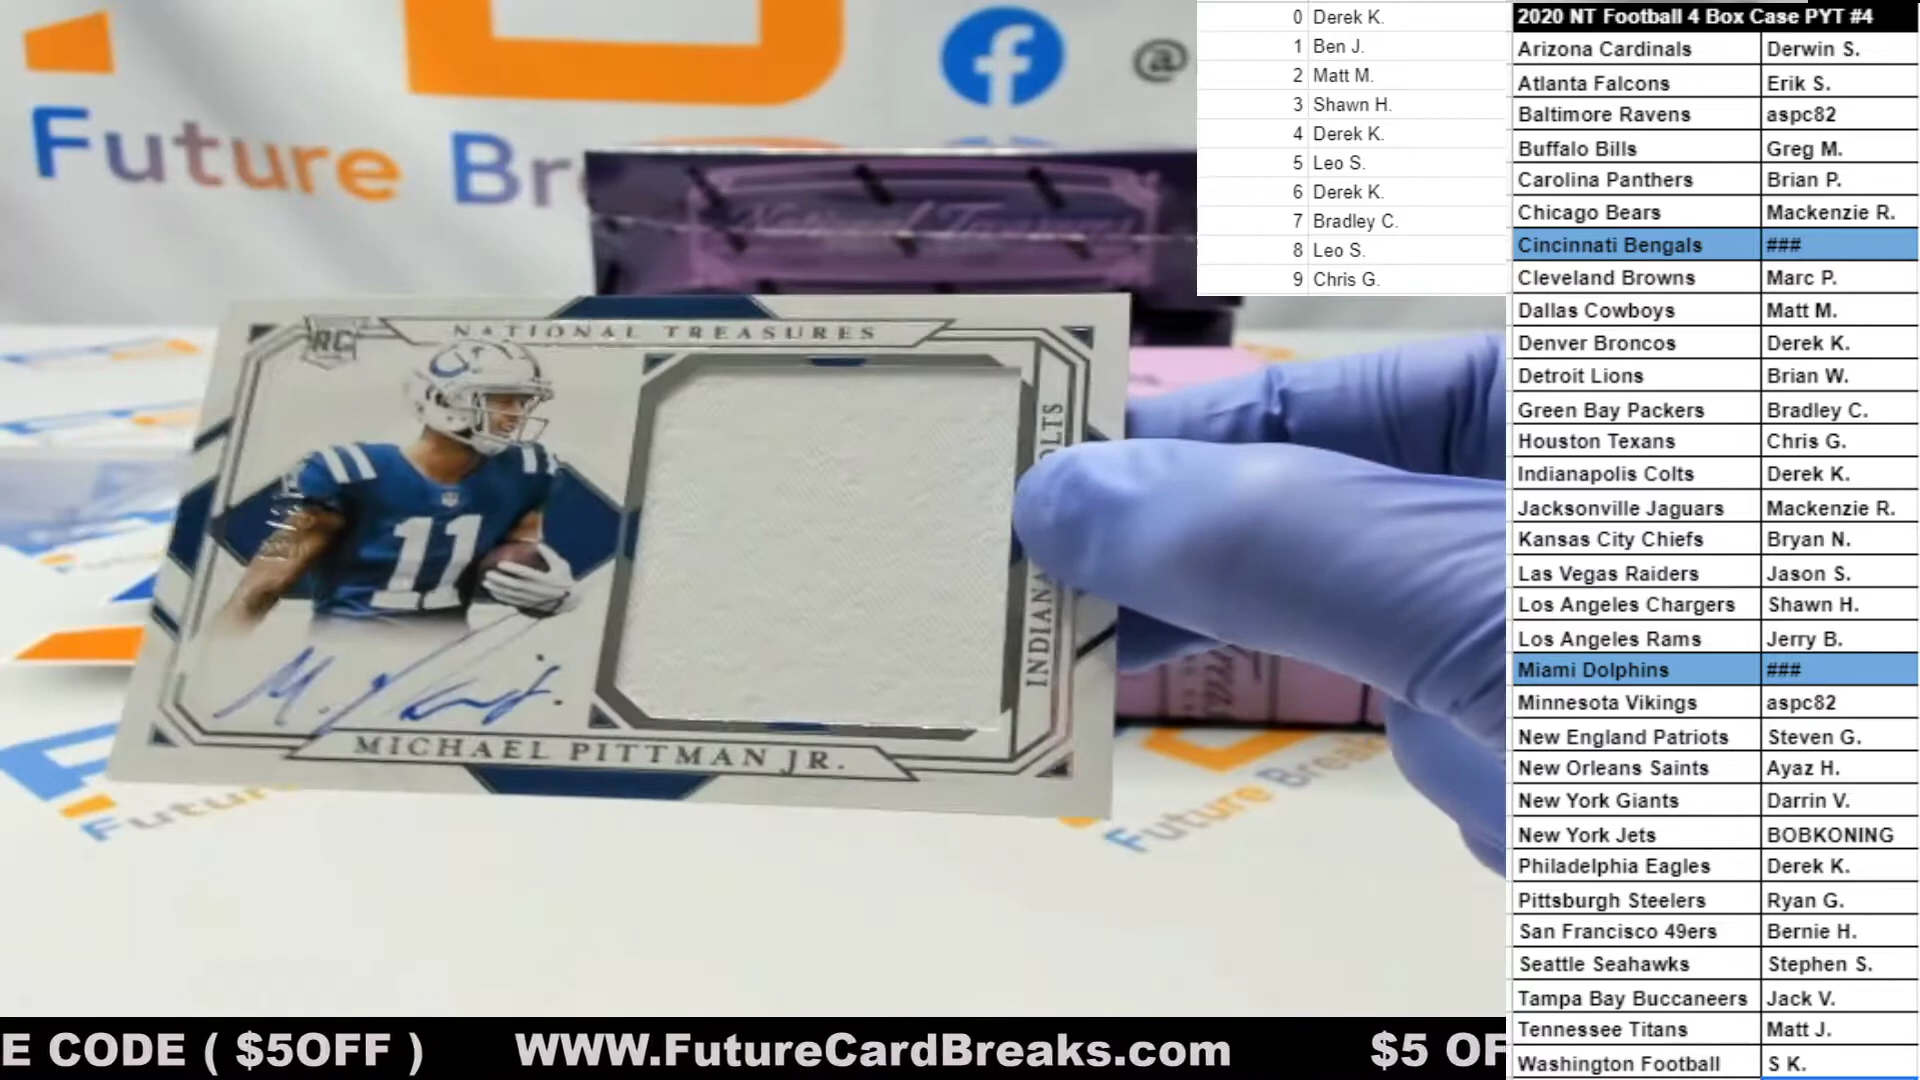 Future Br
@
National Treasures
0 Derek K.
1 Ben J.
2 Matt M.
3 Shawn H.
4 Derek K.
5 Leo S.
6 Derek K.
7 Bradley C.
8 Leo S.
9 Chris G.
2020 NT Football 4 Box Case PYT #4
Arizona Cardinals Derwin S.
Atlanta Falcons Erik S.
Baltimore Ravens aspc82
Buffalo Bills Greg M.
Carolina Panthers Brian P.
Chicago Bears Mackenzie R.
Cincinnati Bengals ###
Cleveland Browns Marc P.
Dallas Cowboys Matt M.
Denver Broncos Derek K.
Detroit Lions Brian W.
Green Bay Packers Bradley C.
Houston Texans Chris G.
Indianapolis Colts Derek K.
Jacksonville Jaguars Mackenzie R.
Kansas City Chiefs Bryan N.
Las Vegas Raiders Jason S.
Los Angeles Chargers Shawn H.
Los Angeles Rams Jerry B.
Miami Dolphins ###
Minnesota Vikings aspc82
New England Patriots Steven G.
New Orleans Saints Ayaz H.
New York Giants Darrin V.
New York Jets BOBKONING
Philadelphia Eagles Derek K.
Pittsburgh Steelers Ryan G.
San Francisco 49ers Bernie H.
Seattle Seahawks Stephen S.
Tampa Bay Buccaneers Jack V.
Tennessee Titans Matt J.
Washington Football S K.
RC
NATIONAL TREASURES
11
INDIANA OLTS
MICHAEL PITTMAN JR.
Future
Future Breaks
E CODE ( $5OFF ) WWW.FutureCardBreaks.com $5 OF